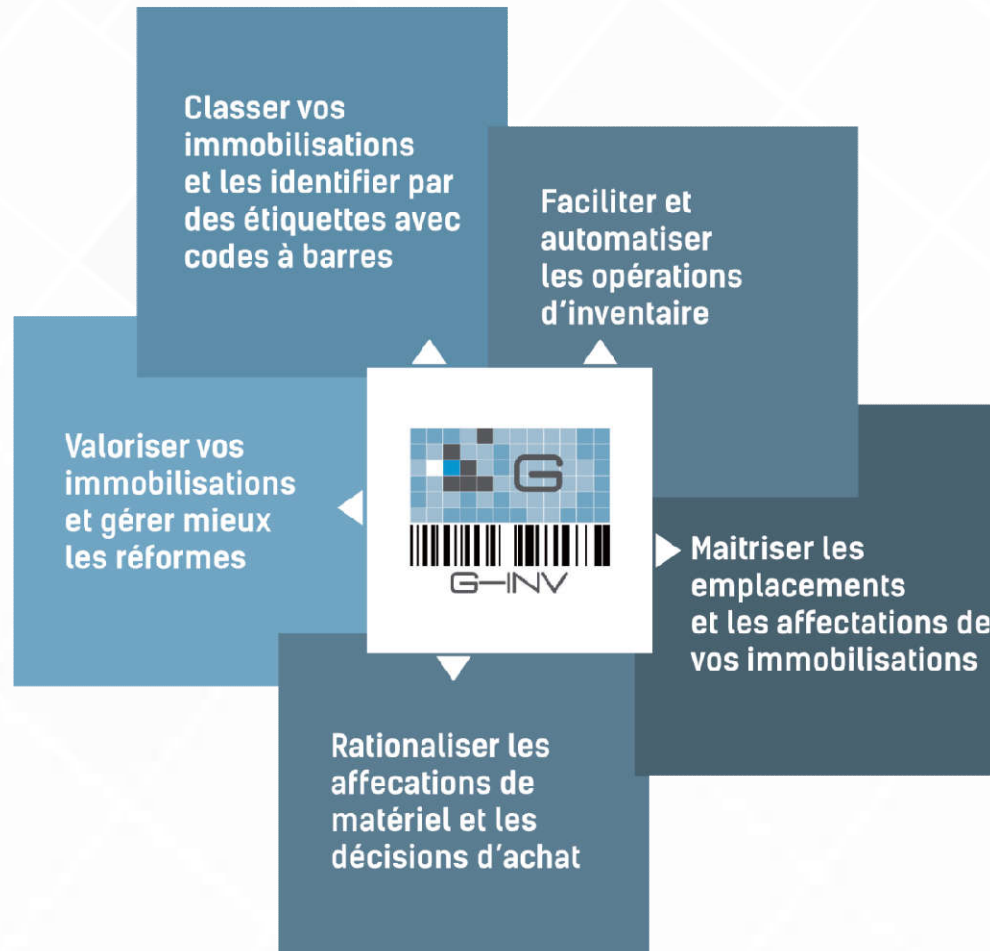 Classer vos
immobilisations
et les identifier par
des étiquettes avec
codes à barres
Faciliter et
automatiser
les opérations
d'inventaire
Valoriser vos
immobilisations
et gérer mieux
les réformes
G
G-INV
Maitriser les
emplacements
et les affectations de
vos immobilisations
Rationaliser les
affecations de
matériel et les
décisions d'achat